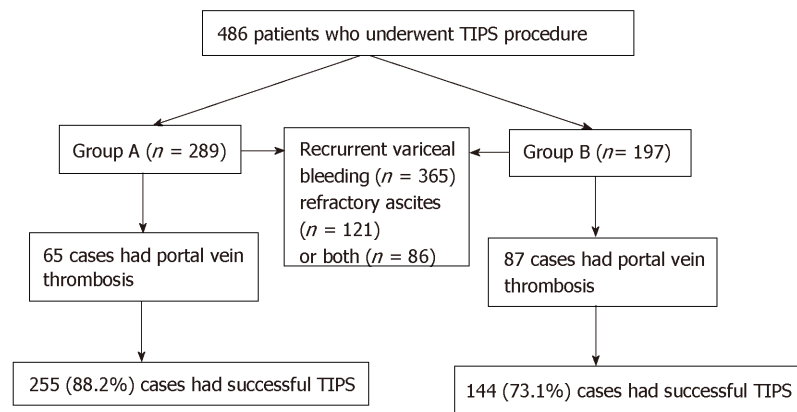 486 patients who underwent TIPS procedure
Group A (n = 289)
Recrurrent variceal
bleeding (n = 365)
refractory ascites
(n = 121)
or both (n = 86)
Group B (n= 197)
65 cases had portal vein
thrombosis
87 cases had portal vein
thrombosis
255 (88.2%) cases had successful TIPS
144 (73.1%) cases had successful TIPS